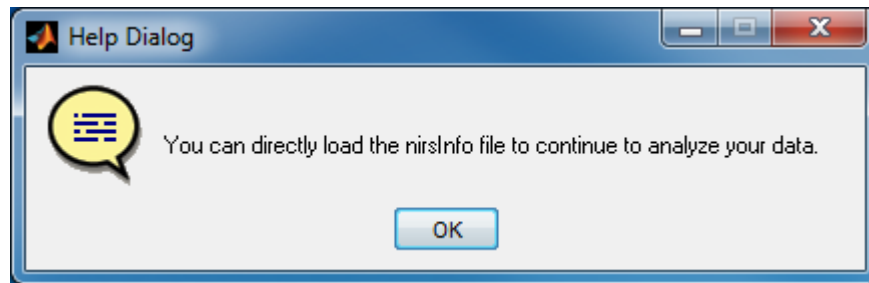 Help Dialog
You can directly load the nirsInfo file to continue to analyze your data.
OK